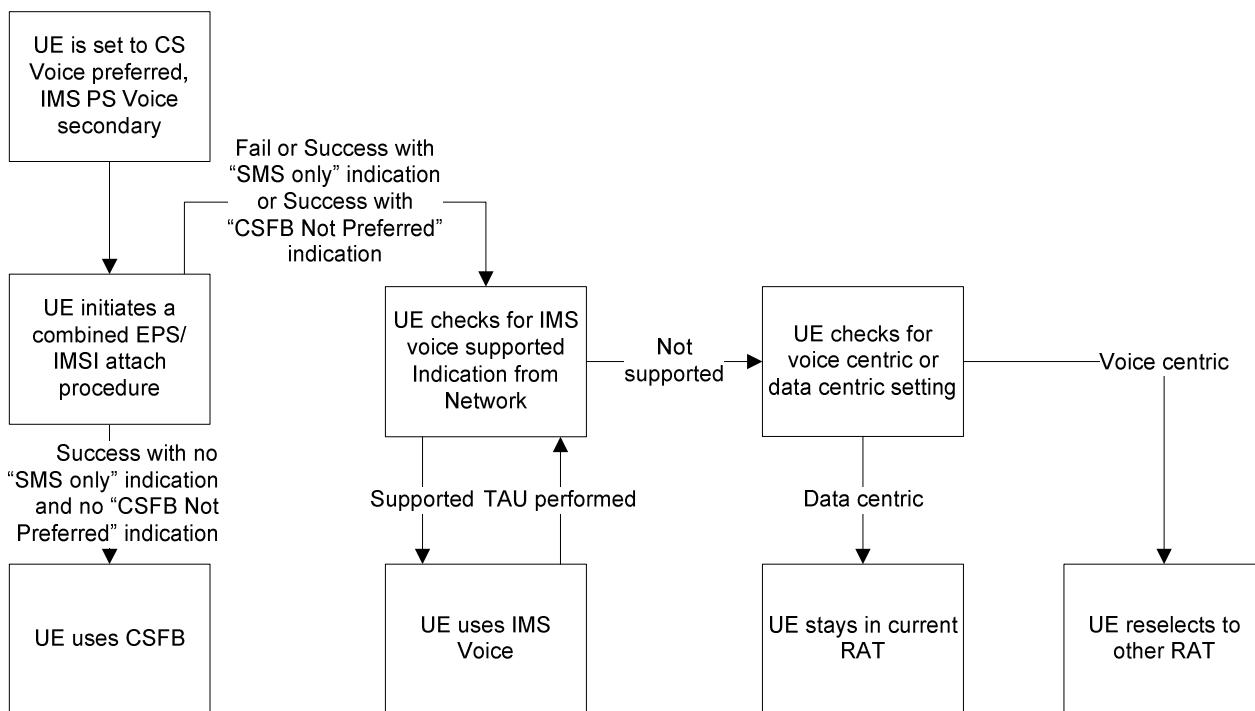 UE is set to CS
Voice preferred,
IMS PS Voice
secondary
Fail or Success with
“SMS only” indication
or Success with
“CSFB Not Preferred”
indication
UE initiates a
combined EPS/
IMSI attach
procedure
UE checks for IMS
voice supported
Indication from
Network
Not
supported
UE checks for
voice centric or
data centric setting
Voice centric
Success with no
“SMS only” indication
and no “CSFB Not
Preferred” indication
Supported
TAU performed
Data centric
UE uses CSFB
UE uses IMS
Voice
UE stays in current
RAT
UE reselects to
other RAT